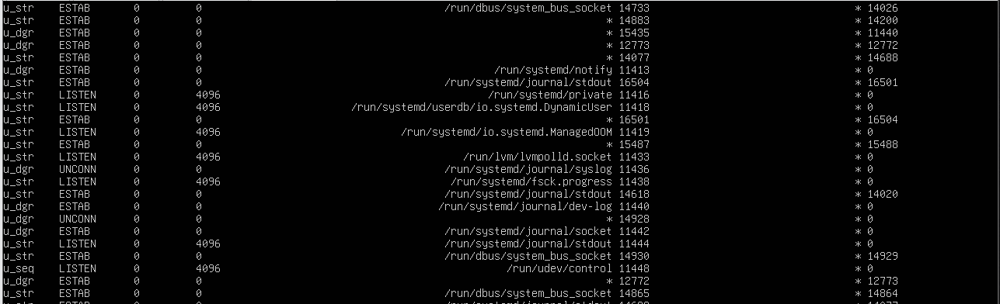 u_str ESTAB 0 0 /run/dbus/system_bus_socket 14733 * 14026
u_str ESTAB 0 0 * 14883 * 14200
u_dgr ESTAB 0 0 * 15435 * 11440
u_dgr ESTAB 0 0 * 12773 * 12772
u_str ESTAB 0 0 * 14077 * 14688
u_dgr ESTAB 0 0 /run/systemd/notify 11413 * 0
u_str ESTAB 0 0 /run/systemd/journal/stdout 16504 * 16501
u_str LISTEN 0 4096 /run/systemd/private 11416 * 0
u_str LISTEN 0 4096 /run/systemd/userdb/io.systemd.DynamicUser 11418 * 0
u_str ESTAB 0 0 * 16501 * 16504
u_str LISTEN 0 4096 /run/systemd/io.systemd.ManagedOOM 11419 * 0
u_str ESTAB 0 0 * 15487 * 15488
u_str LISTEN 0 4096 /run/lvm/lvmpolld.socket 11433 * 0
u_dgr UNCONN 0 0 /run/systemd/journal/syslog 11436 * 0
u_str LISTEN 0 4096 /run/systemd/fsck.progress 11438 * 0
u_str ESTAB 0 0 /run/systemd/journal/stdout 14618 * 14020
u_dgr ESTAB 0 0 /run/systemd/journal/dev-log 11440 * 0
u_dgr UNCONN 0 0 * 14928 * 0
u_dgr ESTAB 0 0 /run/systemd/journal/socket 11442 * 0
u_str LISTEN 0 4096 /run/systemd/journal/stdout 11444 * 0
u_str ESTAB 0 0 /run/dbus/system_bus_socket 14930 * 14929
u_seq LISTEN 0 4096 /run/udev/control 11448 * 0
u_dgr ESTAB 0 0 * 12772 * 12773
u_str ESTAB 0 0 /run/dbus/system_bus_socket 14865 * 14864